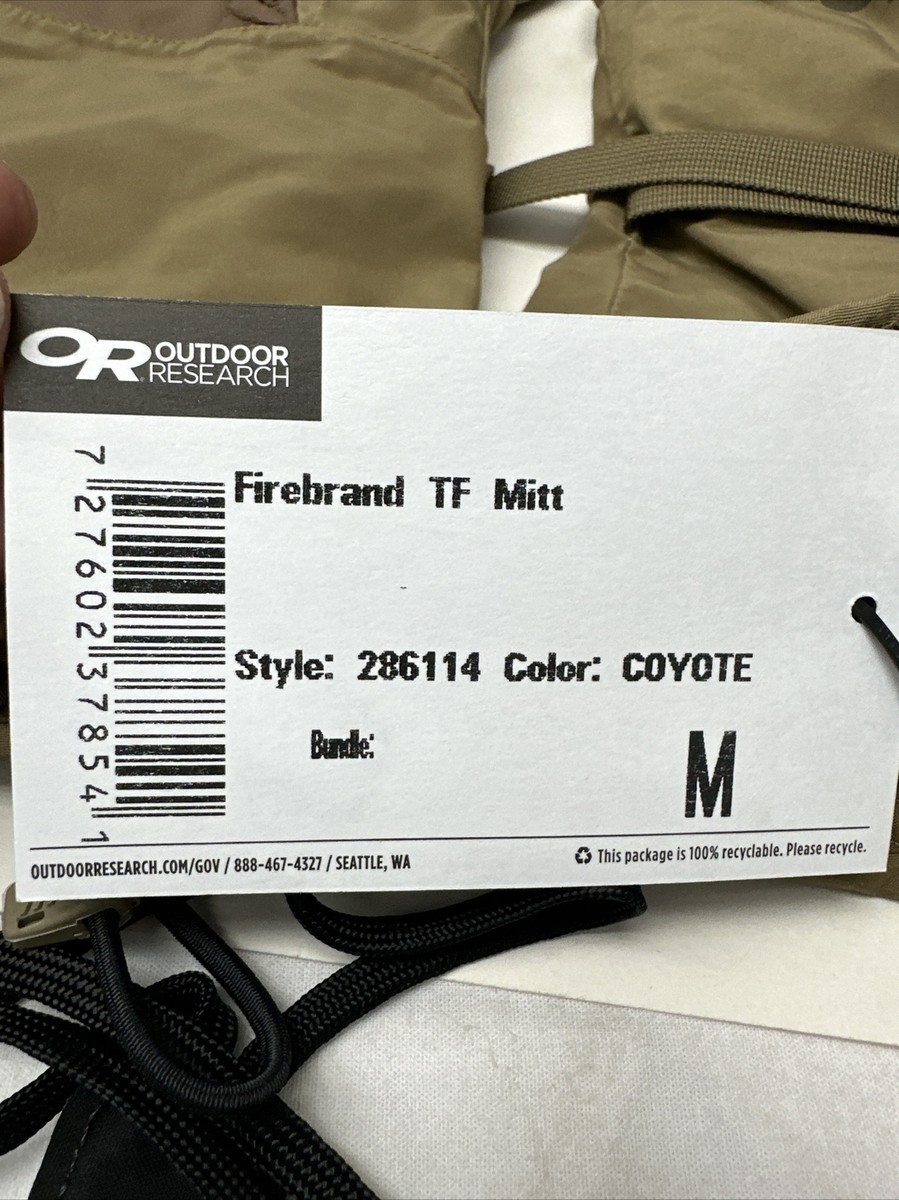 OR OUTDOOR
RESEARCH
7 27602 37854 1
Firebrand TF Mitt
Style: 286114 Color: COYOTE
Bundle:
M
OUTDOORRESEARCH.COM/GOV / 888-467-4327 / SEATTLE, WA
This package is 100% recyclable. Please recycle.